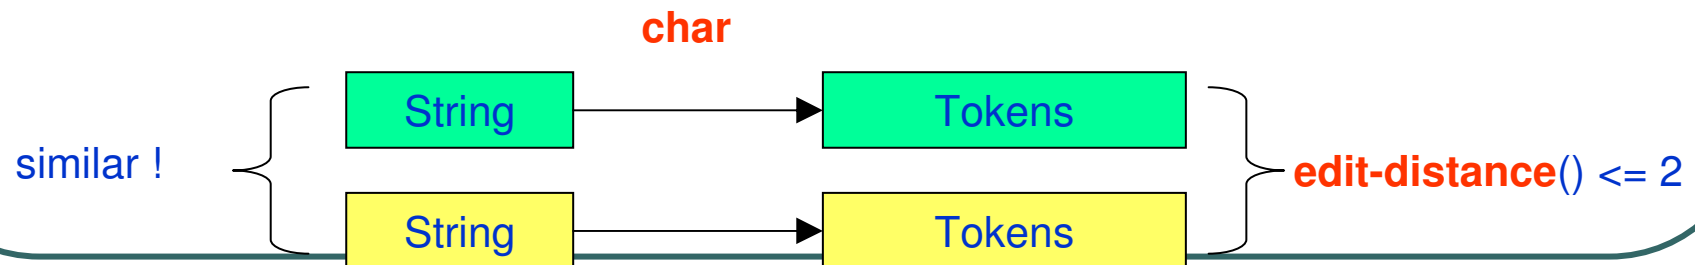 char
String Tokens
similar !
edit-distance() <= 2
String Tokens